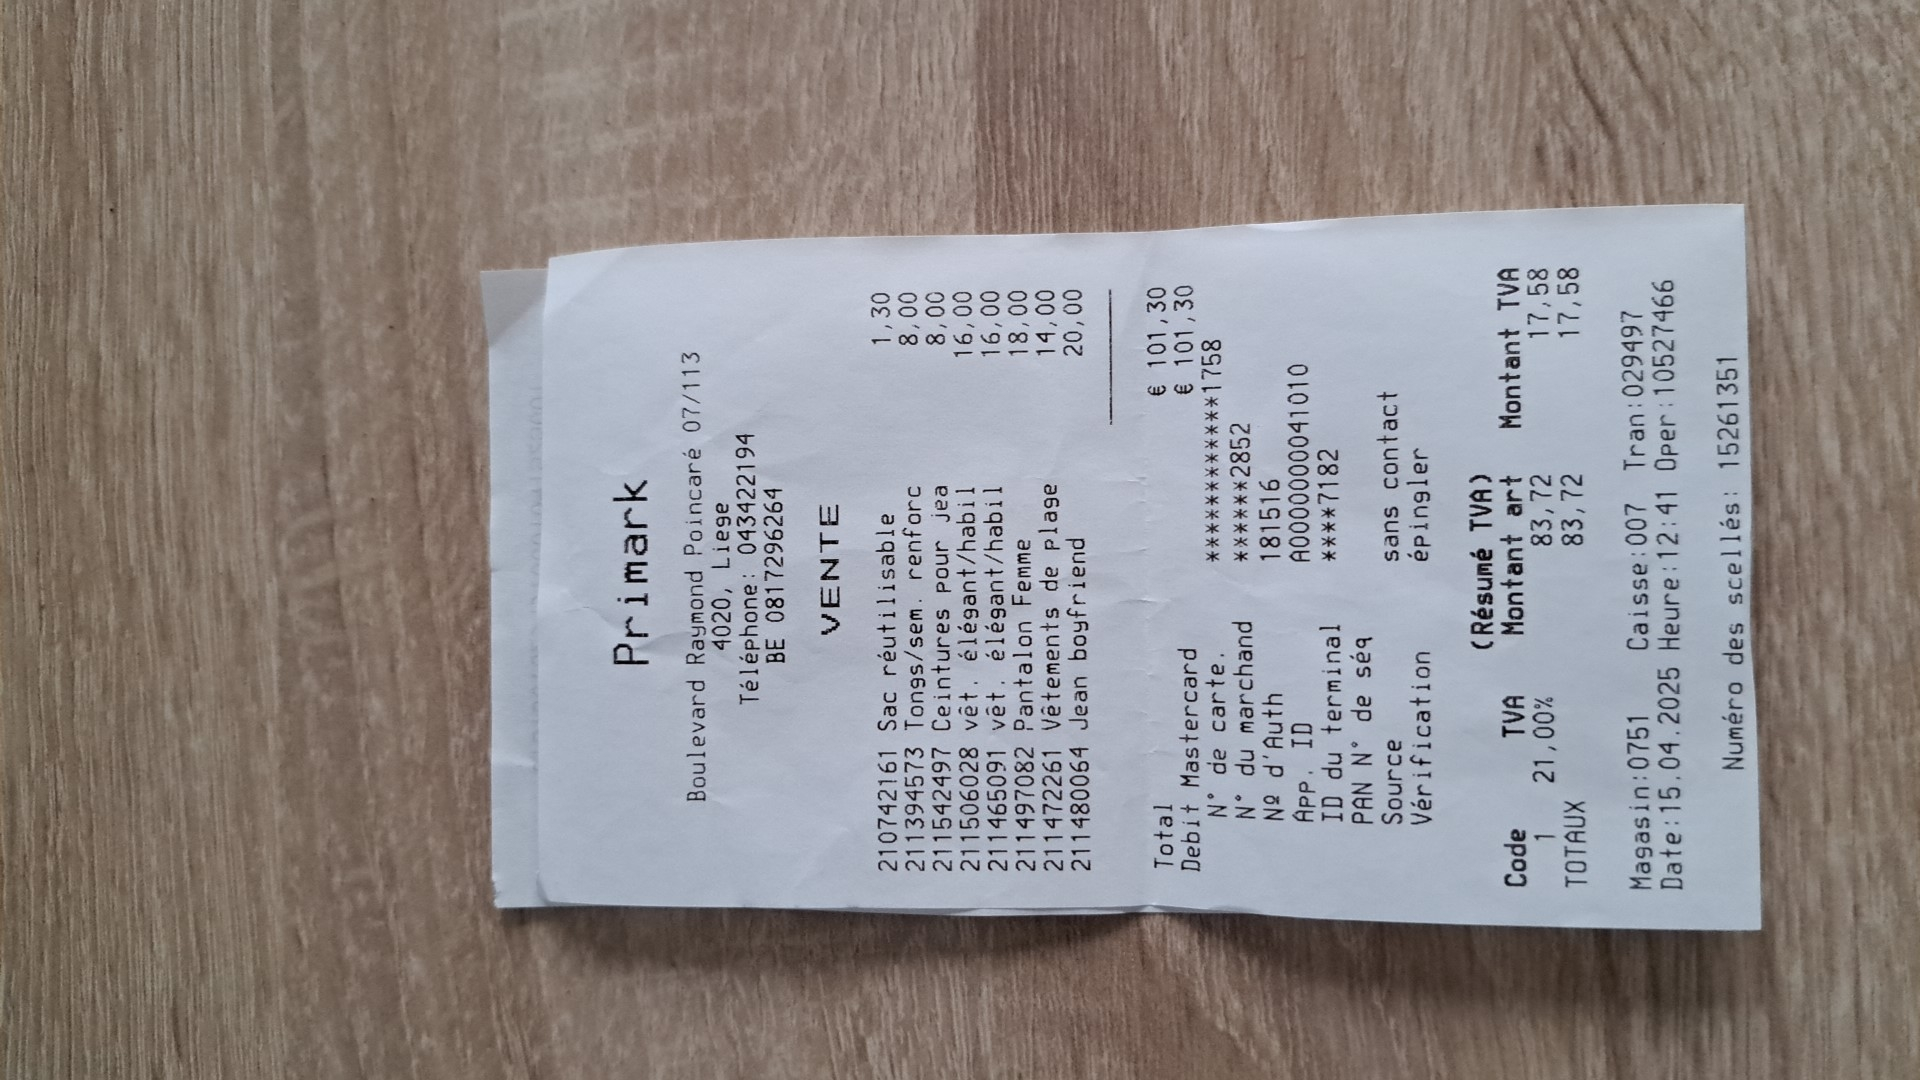 Primark
Boulevard Raymond Poincaré 07/113
4020, Liege
Téléphone: 043422194
BE 0817296264
VENTE
210742161 Sac réutilisable 1,30
211394573 Tongs/sem. renforc 8,00
211542497 Ceintures pour jea 8,00
211506028 vêt. élégant/habil 16,00
211465091 vêt. élégant/habil 16,00
211497082 Pantalon Femme 18,00
211472261 Vêtements de plage 14,00
211480064 Jean boyfriend 20,00
Total € 101,30
Debit Mastercard € 101,30
N° de carte. ************1758
N° du marchand ******2852
Nº d'Auth 181516
App. ID A0000000041010
ID du terminal ****7182
PAN N° de séq
Source sans contact
Vérification épingler
(Résumé TVA)
Code TVA Montant art Montant TVA
1 21,00% 83,72 17,58
TOTAUX 83,72 17,58
Magasin:0751 Caisse:007 Tran:029497
Date:15.04.2025 Heure:12:41 Oper:10527466
Numéro des scellés: 15261351